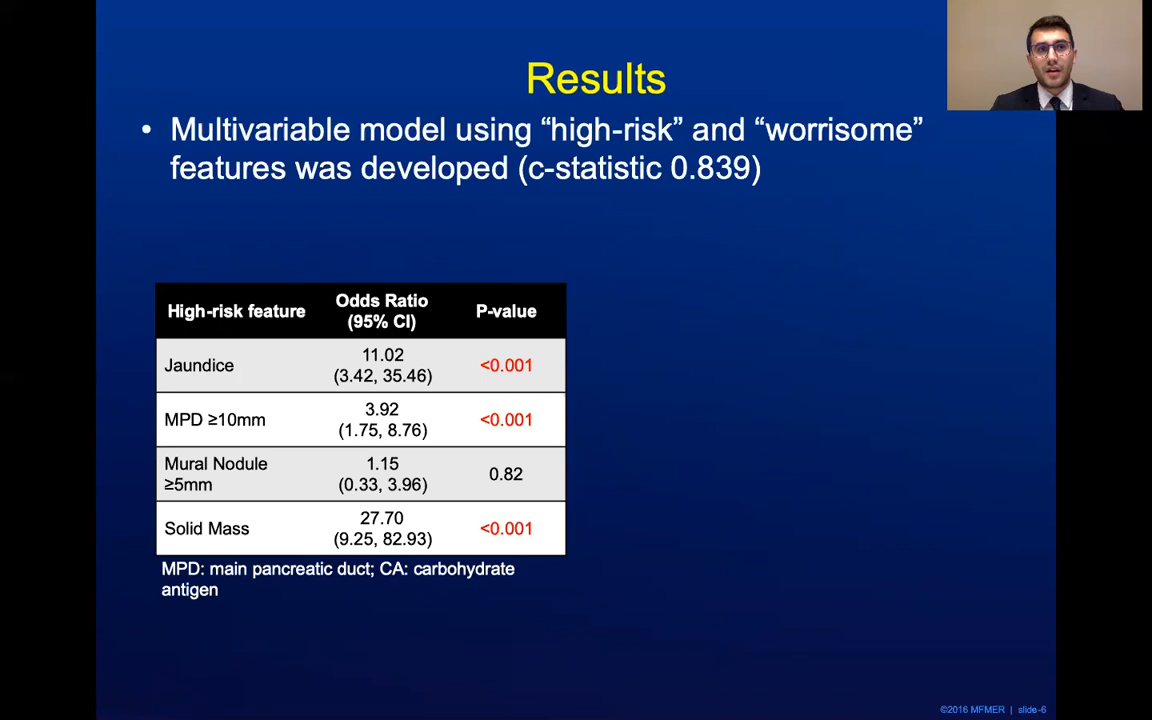 Results
• Multivariable model using “high-risk” and “worrisome”
features was developed (c-statistic 0.839)
High-risk feature Odds Ratio (95% CI) P-value
Jaundice 11.02 (3.42, 35.46) <0.001
MPD ≥10mm 3.92 (1.75, 8.76) <0.001
Mural Nodule ≥5mm 1.15 (0.33, 3.96) 0.82
Solid Mass 27.70 (9.25, 82.93) <0.001
MPD: main pancreatic duct; CA: carbohydrate
antigen
©2016 MFMER | slide-6